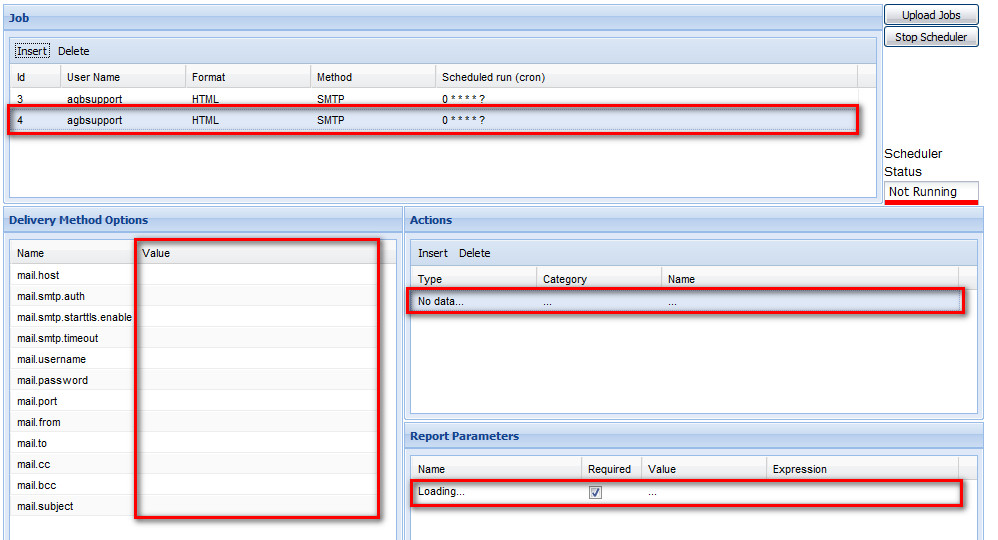 Job
Upload Jobs
Stop Scheduler
Insert Delete
Id User Name Format Method Scheduled run (cron)
3 agbsupport HTML SMTP 0 * * * * ?
4 agbsupport HTML SMTP 0 * * * * ?
Scheduler
Status
Not Running
Delivery Method Options
Name Value
mail.host
mail.smtp.auth
mail.smtp.starttls.enable
mail.smtp.timeout
mail.username
mail.password
mail.port
mail.from
mail.to
mail.cc
mail.bcc
mail.subject
Actions
Insert Delete
Type Category Name
No data... ... ...
Report Parameters
Name Required Value Expression
Loading... ...